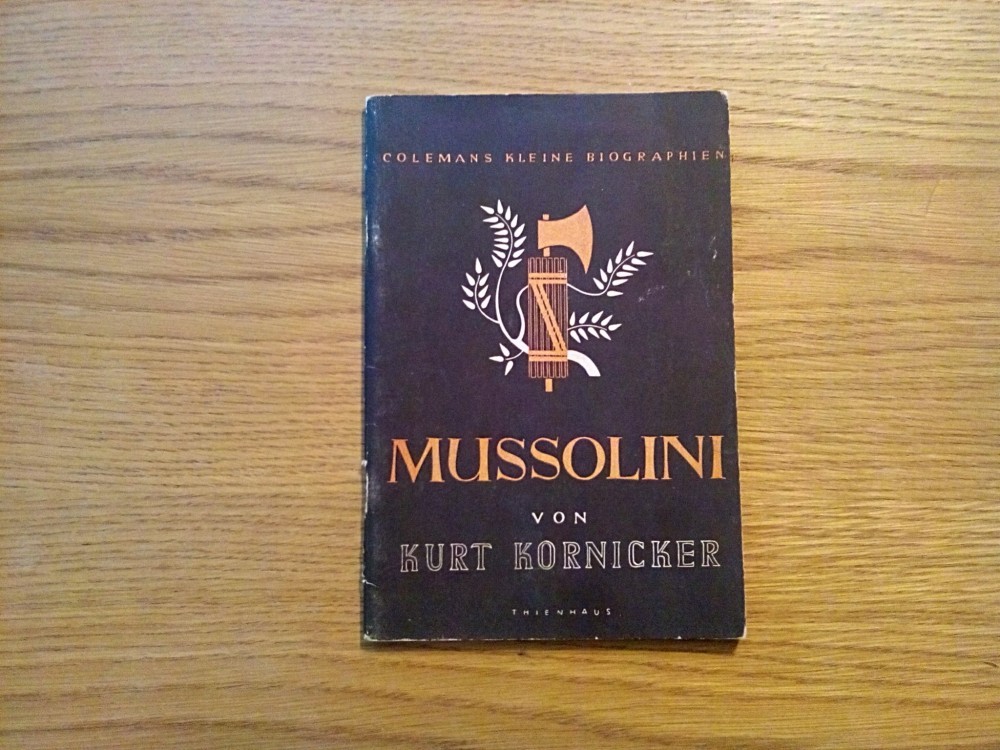 COLEMANS KLEINE BIOGRAPHIEN
MUSSOLINI
VON
KURT KORNICKER
THIENHAUS